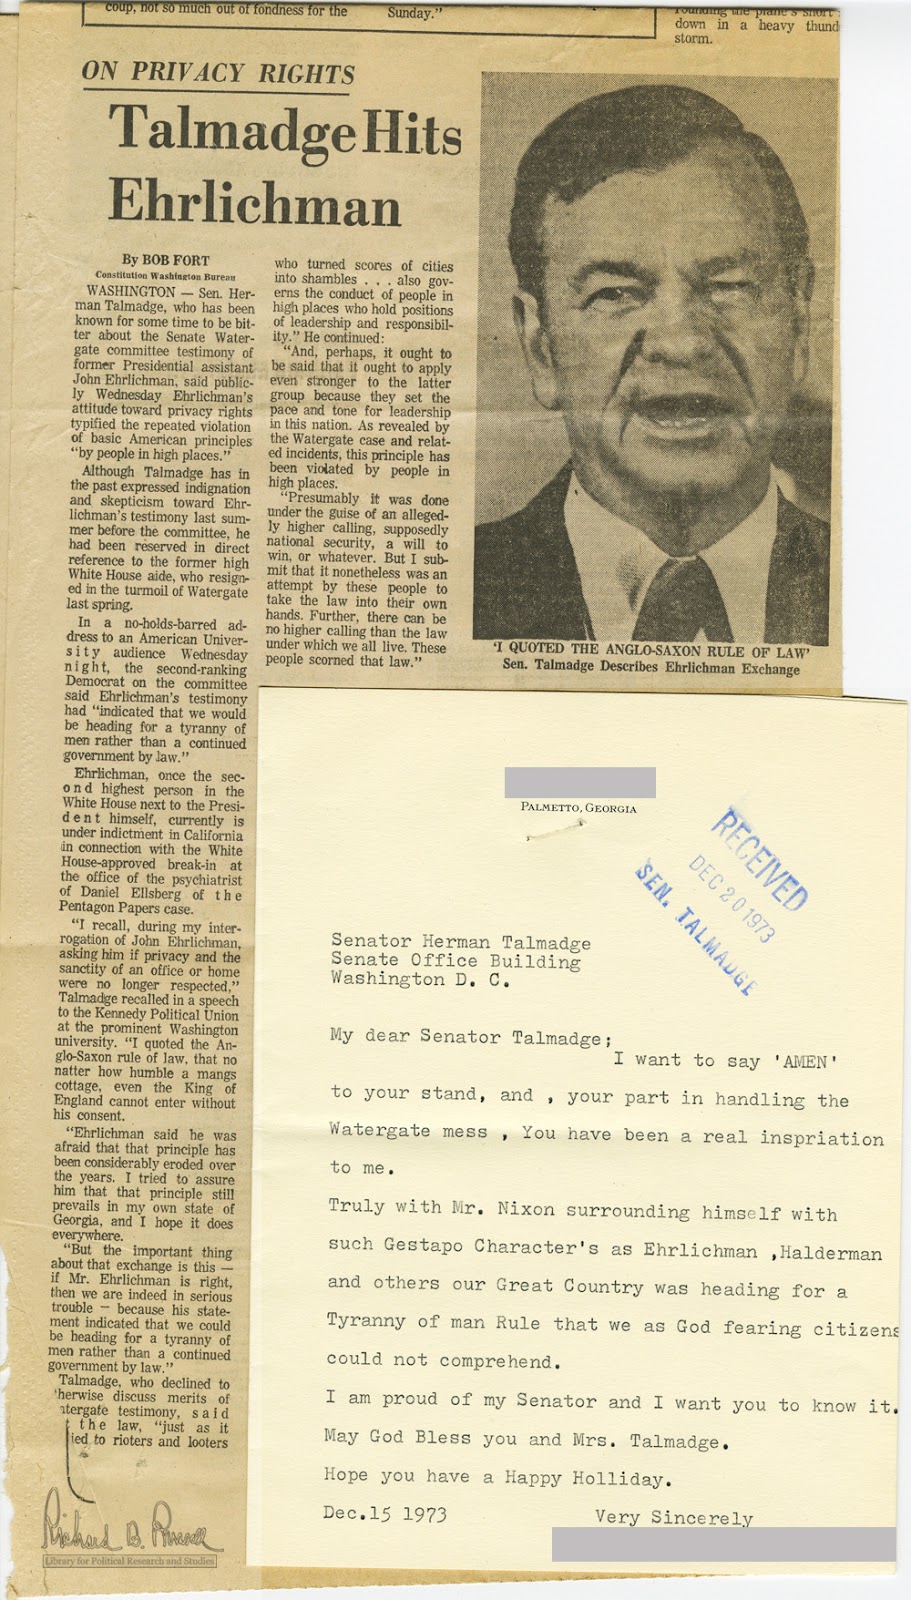 coup, not so much out of fondness for the
Sunday."
rounding the plane's short
down in a heavy thund
storm.
ON PRIVACY RIGHTS
Talmadge Hits
Ehrlichman
By BOB FORT
Constitution Washington Bureau
WASHINGTON — Sen. Her-
man Talmadge, who has been
known for some time to be bit-
ter about the Senate Water-
gate committee testimony of
former Presidential assistant
John Ehrlichman, said public-
ly Wednesday Ehrlichman's
attitude toward privacy rights
typified the repeated violation
of basic American principles
"by people in high places."
Although Talmadge has in
the past expressed indignation
and skepticism toward Ehr-
lichman's testimony last sum-
mer before the committee, he
had been reserved in direct
reference to the former high
White House aide, who resign-
ed in the turmoil of Watergate
last spring.
In a no-holds-barred ad-
dress to an American Univer-
sity audience Wednesday
night, the second-ranking
Democrat on the committee
said Ehrlichman's testimony
had "indicated that we would
be heading for a tyranny of
men rather than a continued
government by law."
Ehrlichman, once the sec-
ond highest person in the
White House next to the Presi-
dent himself, currently is
under indictment in California
in connection with the White
House-approved break-in at
the office of the psychiatrist
of Daniel Ellsberg of the
Pentagon Papers case.
"I recall, during my inter-
rogation of John Ehrlichman,
asking him if privacy and the
sanctity of an office or home
were no longer respected,"
Talmadge recalled in a speech
to the Kennedy Political Union
at the prominent Washington
university. "I quoted the An-
glo-Saxon rule of law, that no
natter how humble a mangs
cottage, even the King of
England cannot enter without
his consent.
"Ehrlichman said he was
afraid that that principle has
been considerably eroded over
the years. I tried to assure
him that that principle still
prevails in my own state of
Georgia, and I hope it does
everywhere.
"But the important thing
about that exchange is this —
if Mr. Ehrlichman is right,
then we are indeed in serious
trouble — because his state-
ment indicated that we could
be heading for a tyranny of
men rather than a continued
government by law."
Talmadge, who declined to
herwise discuss merits of
tergate testimony, said
the law, "just as it
ied to rioters and looters
who turned scores of cities
into shambles . . . also gov-
erns the conduct of people in
high places who hold positions
of leadership and responsibil-
ity." He continued:
"And, perhaps, it ought to
be said that it ought to apply
even stronger to the latter
group because they set the
pace and tone for leadership
in this nation. As revealed by
the Watergate case and relat-
ed incidents, this principle has
been violated by people in
high places.
"Presumably it was done
under the guise of an alleged-
ly higher calling, supposedly
national security, a will to
win, or whatever. But I sub-
mit that it nonetheless was an
attempt by these people to
take the law into their own
hands. Further, there can be
no higher calling than the law
under which we all live. These
people scorned that law."
'I QUOTED THE ANGLO-SAXON RULE OF LAW'
Sen. Talmadge Describes Ehrlichman Exchange
PALMETTO, GEORGIA
RECEIVED
DEC 20 1973
SEN. TALMADGE
Senator Herman Talmadge
Senate Office Building
Washington D. C.
My dear Senator Talmadge;
I want to say 'AMEN'
to your stand, and , your part in handling the
Watergate mess , You have been a real inspriation
to me.
Truly with Mr. Nixon surrounding himself with
such Gestapo Character's as Ehrlichman ,Halderman
and others our Great Country was heading for a
Tyranny of man Rule that we as God fearing citizens
could not comprehend.
I am proud of my Senator and I want you to know it.
May God Bless you and Mrs. Talmadge.
Hope you have a Happy Holliday.
Dec.15 1973 Very Sincerely
Richard B. Russell
Library for Political Research and Studies